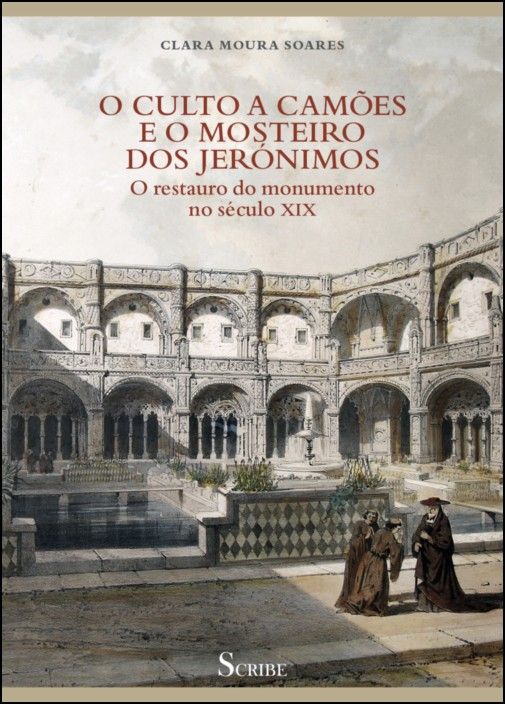 CLARA MOURA SOARES
O CULTO A CAMÕES
E O MOSTEIRO
DOS JERÓNIMOS
O restauro do monumento
no século XIX
SCRIBE